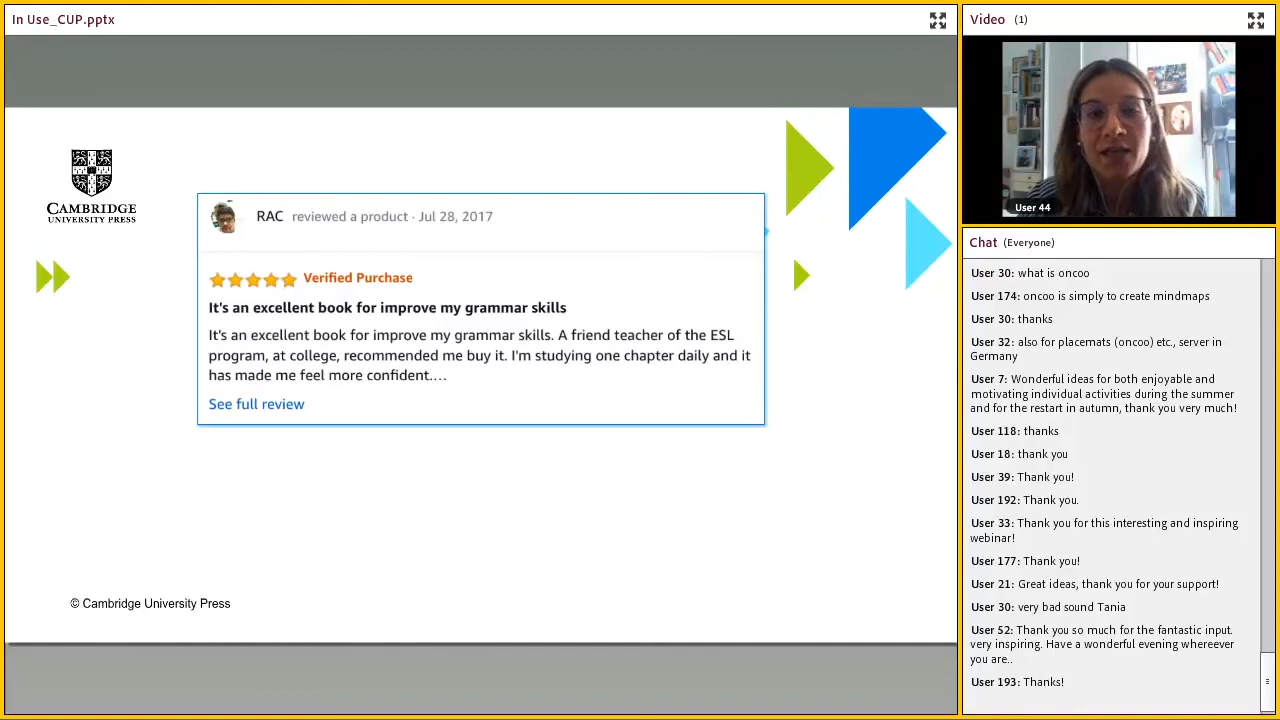 In Use_CUP.pptx
CAMBRIDGE
UNIVERSITY PRESS
RAC reviewed a product · Jul 28, 2017
Verified Purchase
It's an excellent book for improve my grammar skills
It's an excellent book for improve my grammar skills. A friend teacher of the ESL
program, at college, recommended me buy it. I'm studying one chapter daily and it
has made me feel more confident....
See full review
© Cambridge University Press
Video (1)
User 44
Chat (Everyone)
User 30: what is oncoo
User 174: oncoo is simply to create mindmaps
User 30: thanks
User 32: also for placemats (oncoo) etc., server in
Germany
User 7: Wonderful ideas for both enjoyable and
motivating individual activities during the summer
and for the restart in autumn, thank you very much!
User 118: thanks
User 18: thank you
User 39: Thank you!
User 192: Thank you.
User 33: Thank you for this interesting and inspiring
webinar!
User 177: Thank you!
User 21: Great ideas, thank you for your support!
User 30: very bad sound Tania
User 52: Thank you so much for the fantastic input.
very inspiring. Have a wonderful evening whereever
you are..
User 193: Thanks!